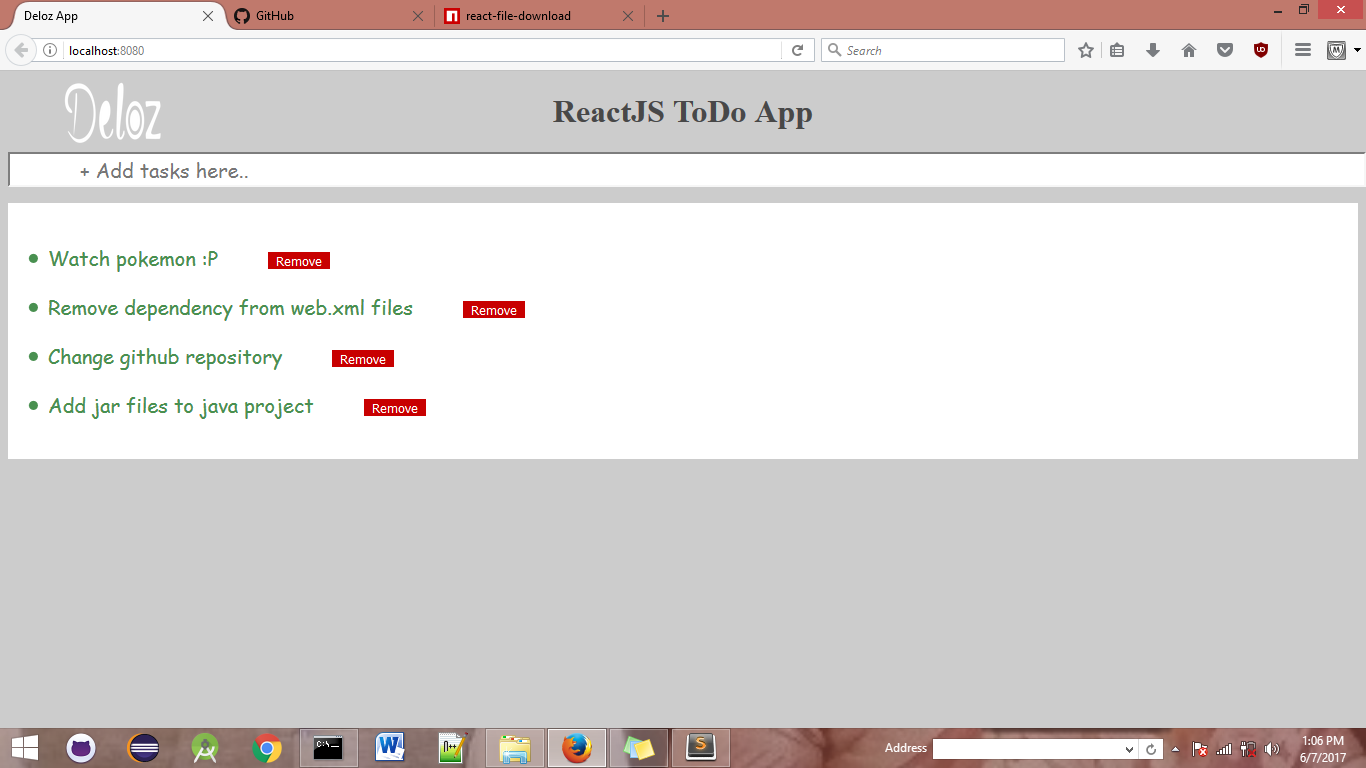 Deloz App
GitHub
react-file-download
localhost:8080
Search
Deloz
ReactJS ToDo App
+ Add tasks here..
Watch pokemon :P Remove
Remove dependency from web.xml files Remove
Change github repository Remove
Add jar files to java project Remove
Address
1:06 PM
6/7/2017